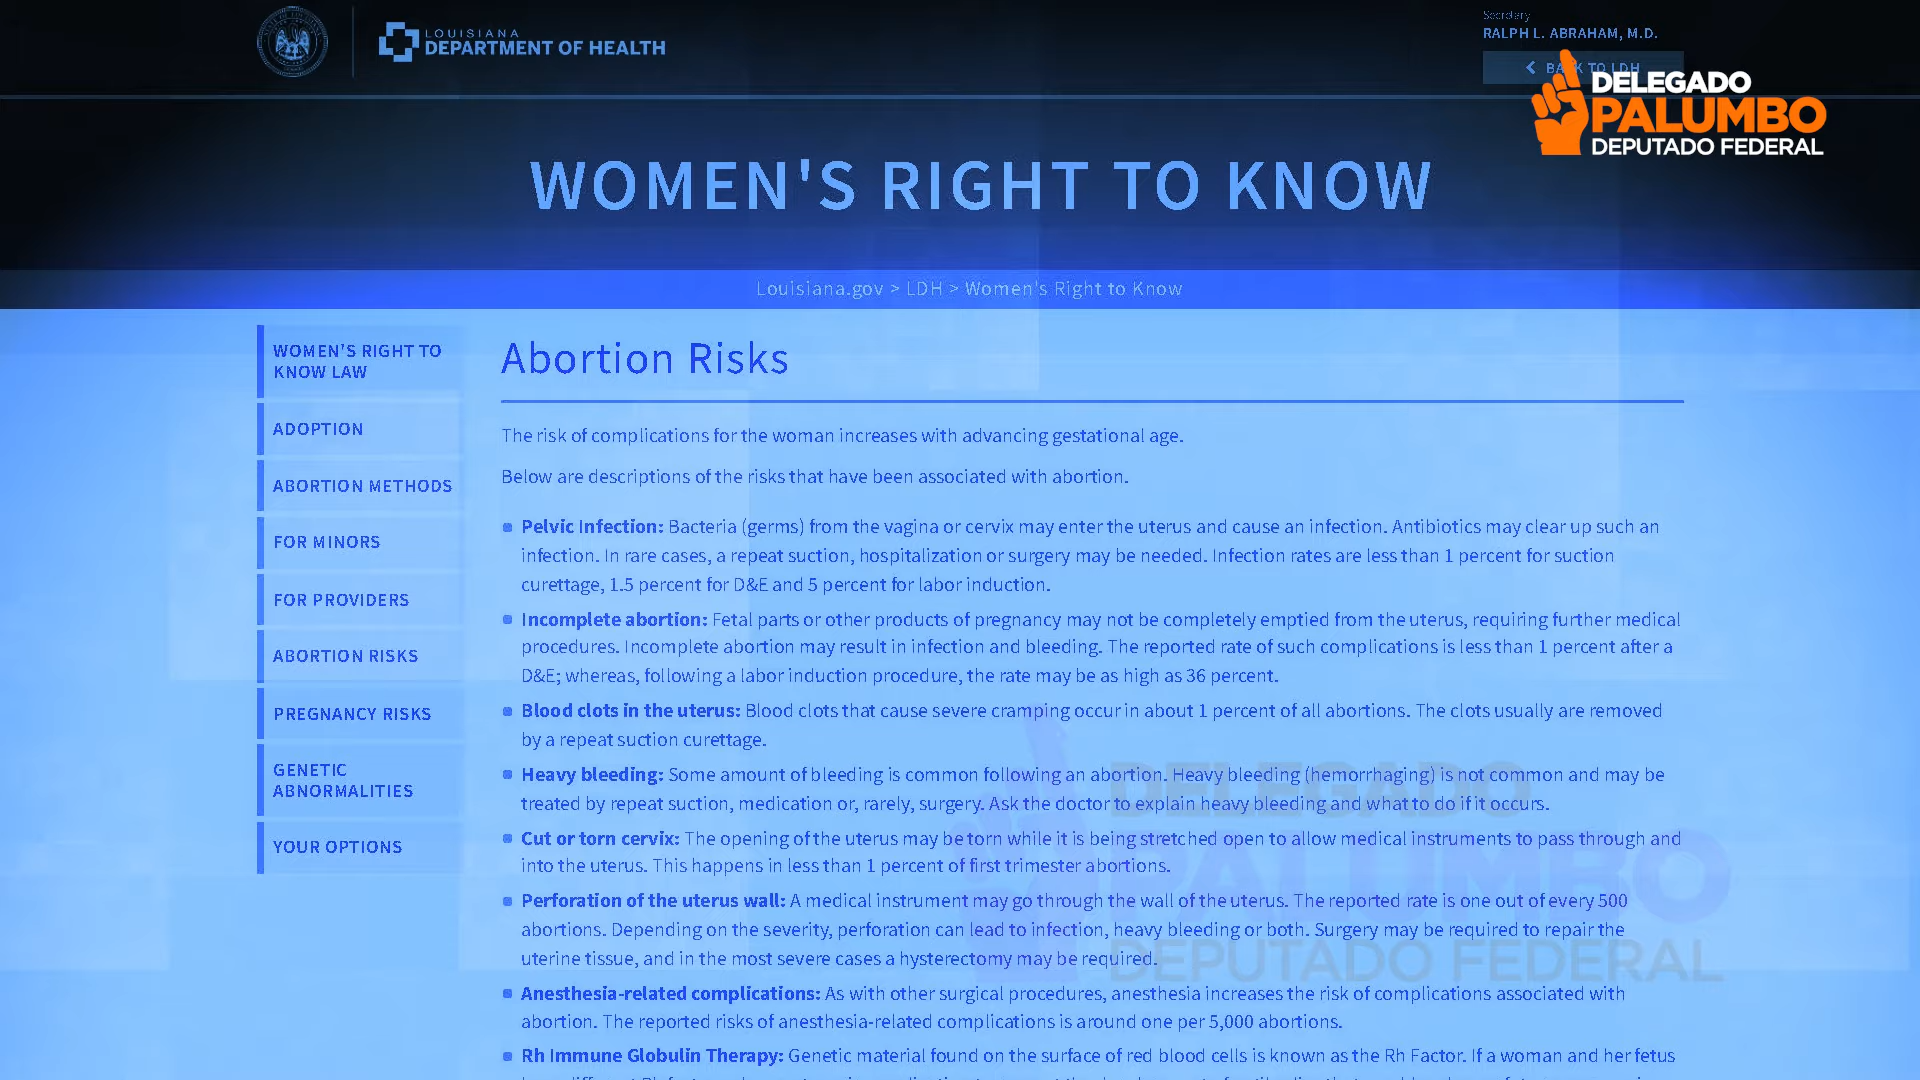 LOUISIANA
DEPARTMENT OF HEALTH
Secretary
RALPH L. ABRAHAM, M.D.
BACK TO LDH
DELEGADO
PALUMBO
DEPUTADO FEDERAL
WOMEN'S RIGHT TO KNOW
Louisiana.gov > LDH > Women's Right to Know
WOMEN'S RIGHT TO
KNOW LAW
ADOPTION
ABORTION METHODS
FOR MINORS
FOR PROVIDERS
ABORTION RISKS
PREGNANCY RISKS
GENETIC
ABNORMALITIES
YOUR OPTIONS
Abortion Risks
The risk of complications for the woman increases with advancing gestational age.
Below are descriptions of the risks that have been associated with abortion.
Pelvic Infection: Bacteria (germs) from the vagina or cervix may enter the uterus and cause an infection. Antibiotics may clear up such an
infection. In rare cases, a repeat suction, hospitalization or surgery may be needed. Infection rates are less than 1 percent for suction
curettage, 1.5 percent for D&E and 5 percent for labor induction.
Incomplete abortion: Fetal parts or other products of pregnancy may not be completely emptied from the uterus, requiring further medical
procedures. Incomplete abortion may result in infection and bleeding. The reported rate of such complications is less than 1 percent after a
D&E; whereas, following a labor induction procedure, the rate may be as high as 36 percent.
Blood clots in the uterus: Blood clots that cause severe cramping occur in about 1 percent of all abortions. The clots usually are removed
by a repeat suction curettage.
Heavy bleeding: Some amount of bleeding is common following an abortion. Heavy bleeding (hemorrhaging) is not common and may be
treated by repeat suction, medication or, rarely, surgery. Ask the doctor to explain heavy bleeding and what to do if it occurs.
Cut or torn cervix: The opening of the uterus may be torn while it is being stretched open to allow medical instruments to pass through and
into the uterus. This happens in less than 1 percent of first trimester abortions.
Perforation of the uterus wall: A medical instrument may go through the wall of the uterus. The reported rate is one out of every 500
abortions. Depending on the severity, perforation can lead to infection, heavy bleeding or both. Surgery may be required to repair the
uterine tissue, and in the most severe cases a hysterectomy may be required.
Anesthesia-related complications: As with other surgical procedures, anesthesia increases the risk of complications associated with
abortion. The reported risks of anesthesia-related complications is around one per 5,000 abortions.
Rh Immune Globulin Therapy: Genetic material found on the surface of red blood cells is known as the Rh Factor. If a woman and her fetus
DELEGADO
PALUMBO
DEPUTADO FEDERAL